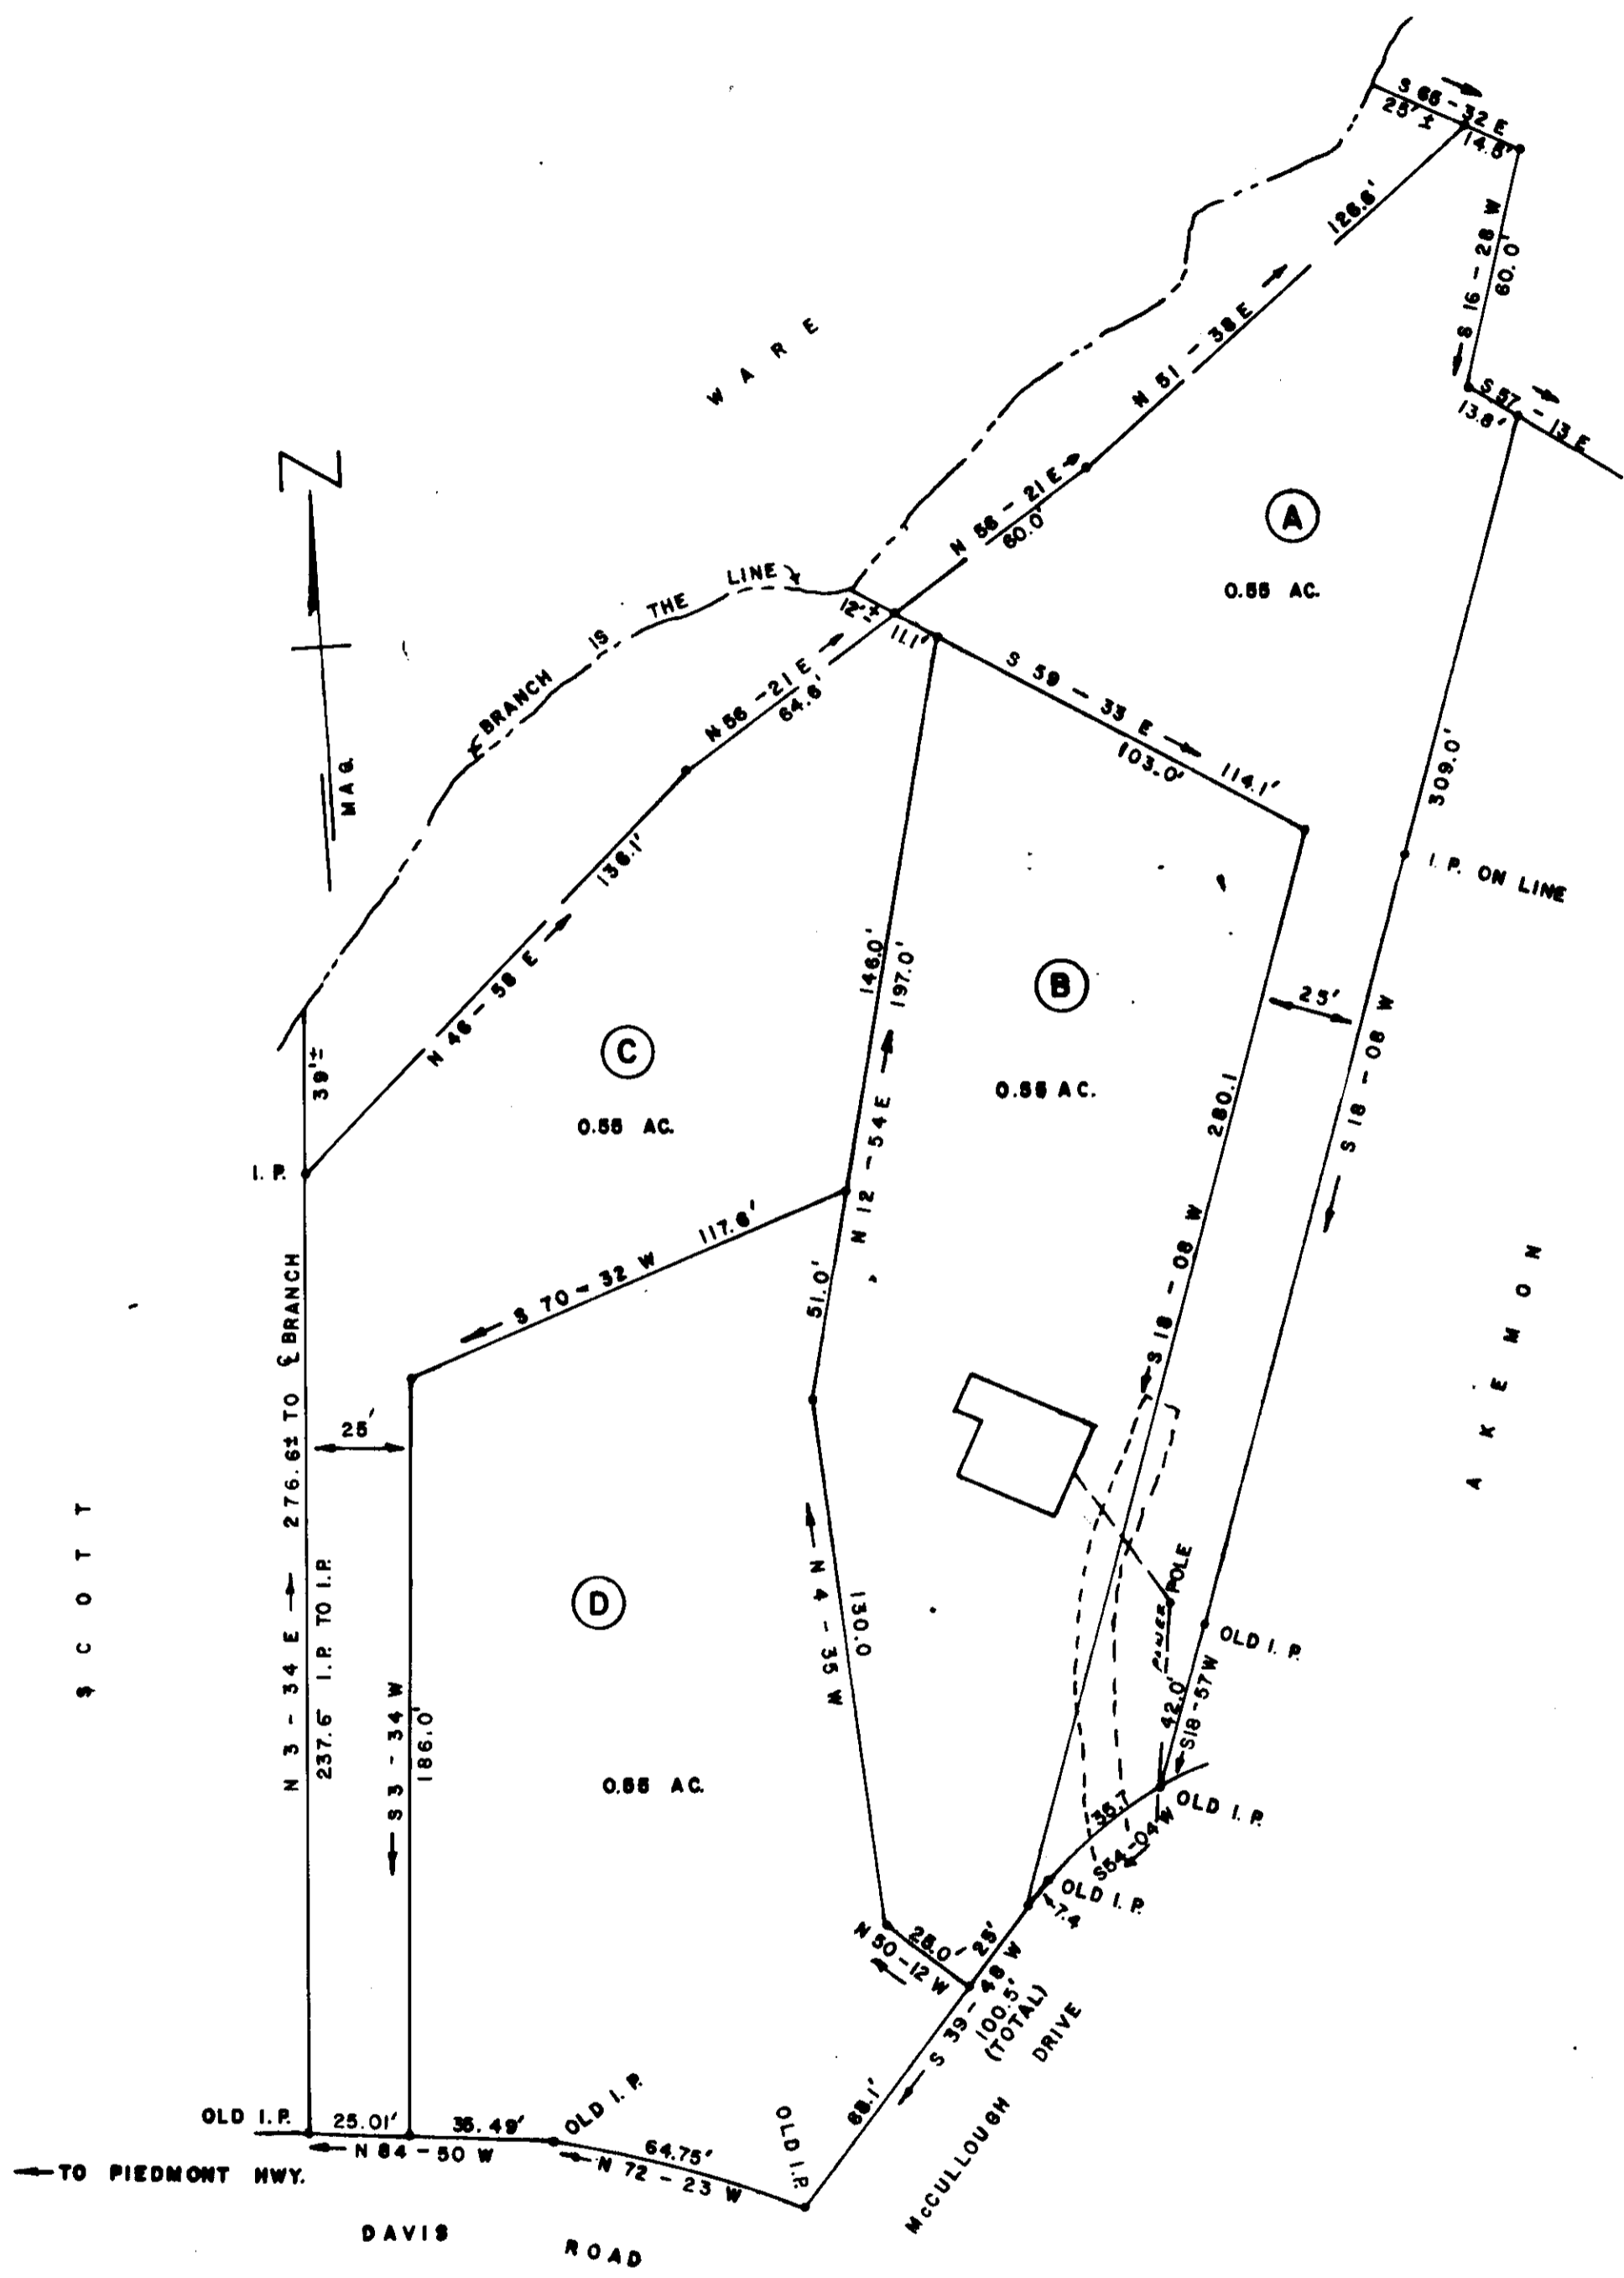 S 65 - 32 E
25' ±
14.5'
S 16 - 28 W
60.0'
S 57 - 13 E
13.8'
126.6'
N 51 - 38 E
WARE
N 56 - 21 E
60.0'
A
0.55 AC.
N
MAG.
℄ BRANCH IS THE LINE
12' ±
11.1'
N 56 - 21 E
64.6'
S 59 - 33 E
103.0'
114.1'
309.0'
I. P. ON LINE
136.1'
N 46 - 58 E
146.0'
197.0'
B
0.55 AC.
25'
S 18 - 08 W
280.1
C
0.55 AC.
39' ±
I. P.
N 12 - 54 E
117.6'
S 70 - 32 W
51.0'
S 18 - 08 W
AKEMON
N 3 - 34 E
276.6± TO ℄ BRANCH
237.6 I.P. TO I.P.
25'
SCOTT
S 3 - 34 W
186.0'
D
0.55 AC.
N 4 - 35 W
130.0
POWER POLE
OLD I. P.
42.0'
S18 - 57W
OLD I. P.
35.7
S54 - 04 W
OLD I. P.
7.4
25.0'
25'
N 50 - 12 W
S 39 - 48 W
100.5'
(TOTAL)
68.1'
McCULLOUGH DRIVE
OLD I. P.
25.01'
35.49'
OLD I. P.
N 84 - 50 W
64.75'
N 72 - 23 W
OLD I.P.
TO PIEDMONT HWY.
DAVIS ROAD